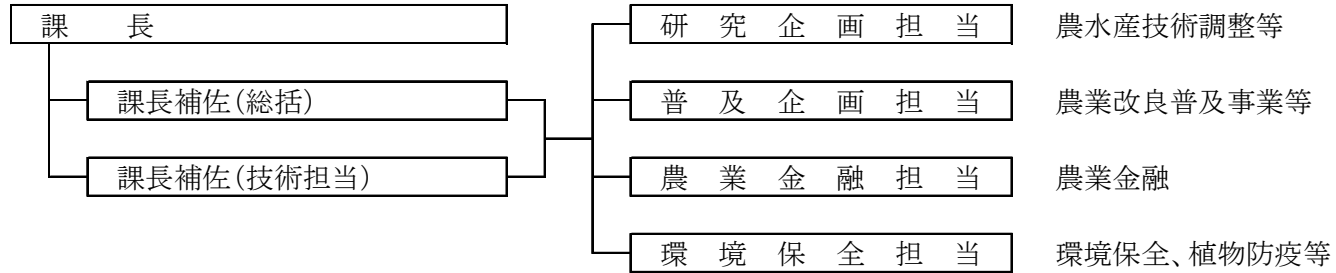 課長 研究企画担当 農水産技術調整等
課長補佐(総括) 普及企画担当 農業改良普及事業等
課長補佐(技術担当) 農業金融担当 農業金融
環境保全担当 環境保全、植物防疫等